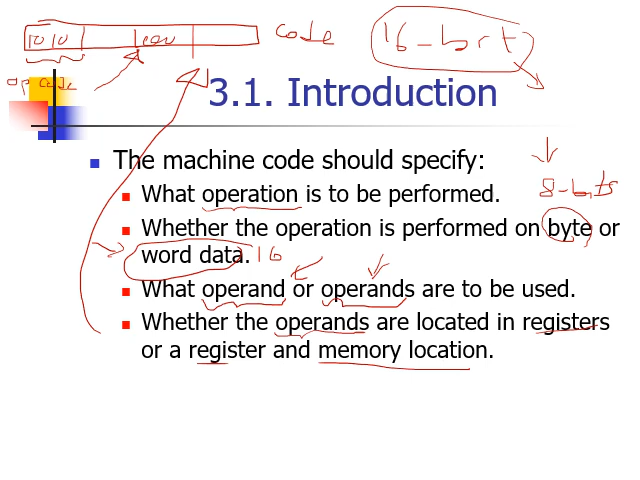 1010 code 16-bit
op code
3.1. Introduction
The machine code should specify:
What operation is to be performed.
8-bits
Whether the operation is performed on byte or
word data. 16
What operand or operands are to be used.
Whether the operands are located in registers
or a register and memory location.